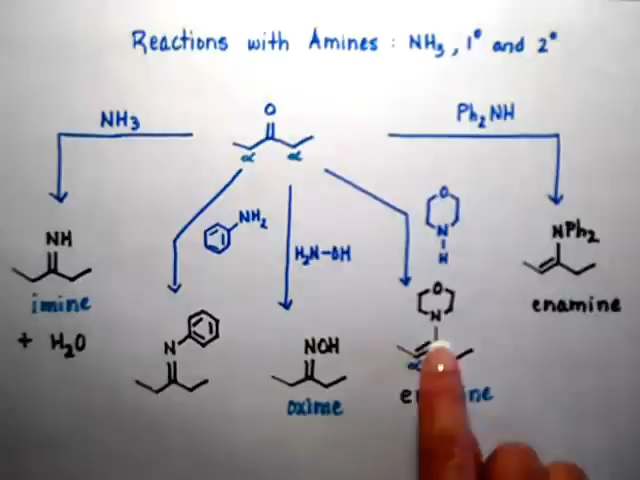 Reactions with Amines : NH3, 1° and 2°
O
NH3
Ph2NH
α α
O
N
H
NH2
H2N-OH
NH
NPh2
imine
enamine
+ H2O
N
NOH
O
N
α
oxime